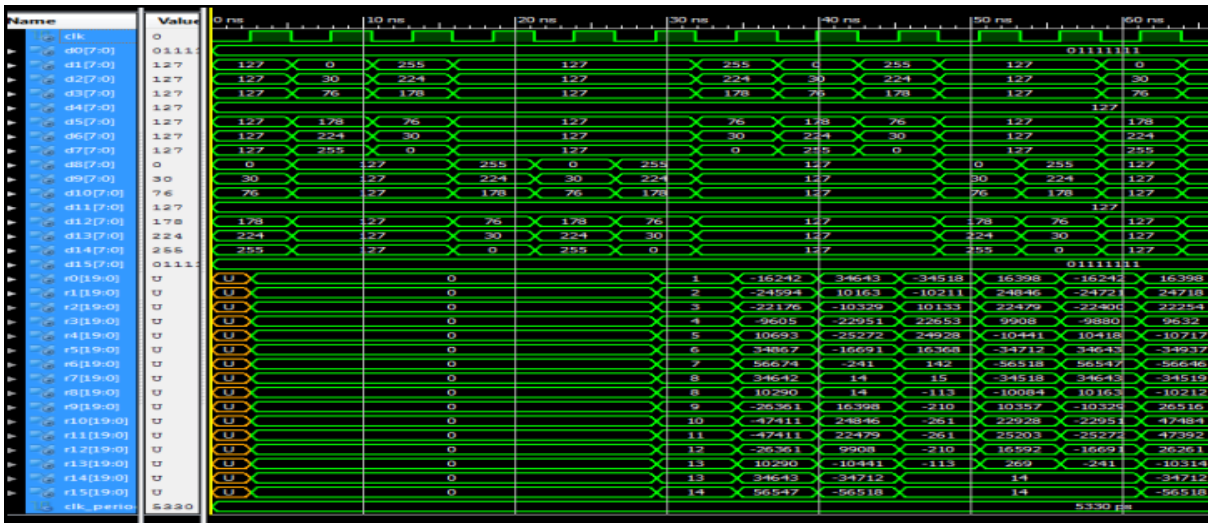 Name Value 0 ns 10 ns 20 ns 30 ns 40 ns 50 ns 60 ns
clk 0
d0[7:0] 01111 01111111
d1[7:0] 127 127 0 255 127 255 0 255 127 0
d2[7:0] 127 127 30 224 127 224 30 224 127 30
d3[7:0] 127 127 76 178 127 178 76 178 127 76
d4[7:0] 127 127
d5[7:0] 127 127 178 76 127 76 178 76 127 178
d6[7:0] 127 127 224 30 127 30 224 30 127 224
d7[7:0] 127 127 255 0 127 0 255 0 127 255
d8[7:0] 0 0 127 255 0 255 127 0 255 127
d9[7:0] 30 30 127 224 30 224 127 30 224 127
d10[7:0] 76 76 127 178 76 178 127 76 178 127
d11[7:0] 127 127
d12[7:0] 178 178 127 76 178 76 127 178 76 127
d13[7:0] 224 224 127 30 224 30 127 224 30 127
d14[7:0] 255 255 127 0 255 0 127 255 0 127
d15[7:0] 01111 01111111
r0[19:0] U U 0 1 -16242 34643 -34518 16398 -16242 16398
r1[19:0] U U 0 2 -24594 10163 -10211 24846 -24721 24718
r2[19:0] U U 0 3 -22176 -10329 10133 22479 -22400 22254
r3[19:0] U U 0 4 -9605 -22951 22653 9908 -9880 9632
r4[19:0] U U 0 5 10693 -25272 24928 -10441 10418 -10717
r5[19:0] U U 0 6 34867 -16691 16368 -34712 34643 -34937
r6[19:0] U U 0 7 56674 -241 142 -56518 56547 -56646
r7[19:0] U U 0 8 34642 14 15 -34518 34643 -34519
r8[19:0] U U 0 8 10290 14 -113 -10084 10163 -10212
r9[19:0] U U 0 9 -26361 16398 -210 10357 -10329 26516
r10[19:0] U U 0 10 -47411 24846 -261 22928 -22951 47484
r11[19:0] U U 0 11 -47411 22479 -261 25203 -25272 47392
r12[19:0] U U 0 12 -26361 9908 -210 16592 -16691 26261
r13[19:0] U U 0 13 10290 -10441 -113 269 -241 -10314
r14[19:0] U U 0 13 34643 -34712 14 -34712
r15[19:0] U U 0 14 56547 -56518 14 -56518
clk_perio 5330 5330 ps